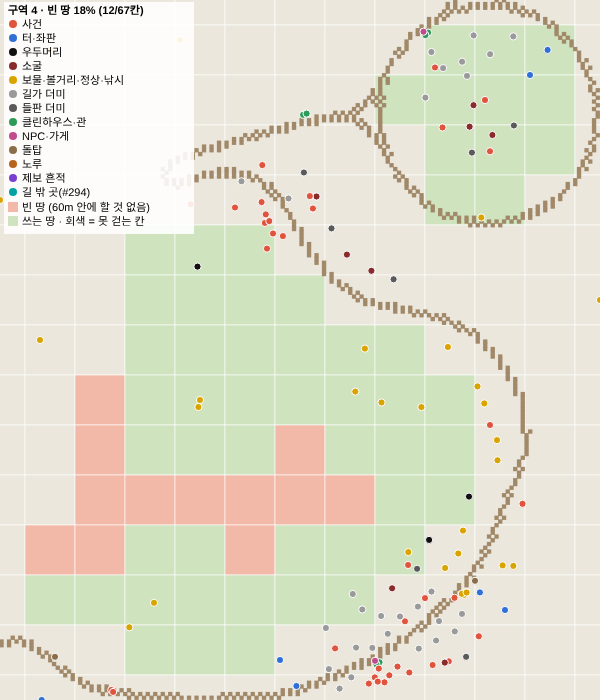 구역 4 · 빈 땅 18% (12/67칸)
사건
터·좌판
우두머리
소굴
보물·볼거리·정상·낚시
길가 더미
들판 더미
클린하우스·관
NPC·가게
돌탑
노루
제보 흔적
길 밖 곳(#294)
빈 땅 (60m 안에 할 것 없음)
쓰는 땅 · 회색 = 못 걷는 칸